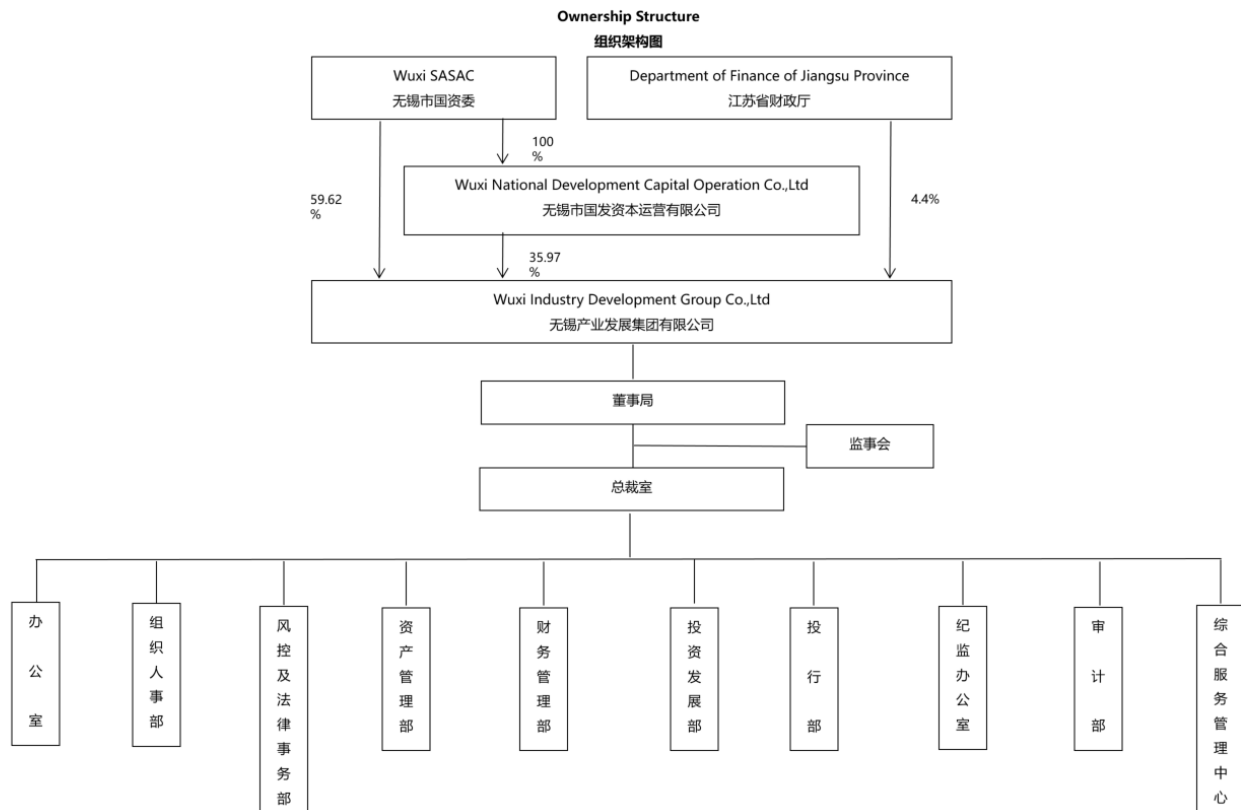 Ownership Structure
组织架构图
Wuxi SASAC
无锡市国资委
Department of Finance of Jiangsu Province
江苏省财政厅
100
%
Wuxi National Development Capital Operation Co.,Ltd
无锡市国发资本运营有限公司
59.62
%
4.4%
35.97
%
Wuxi Industry Development Group Co.,Ltd
无锡产业发展集团有限公司
董事局
监事会
总裁室
办公室
组织人事部
风控及法律事务部
资产管理部
财务管理部
投资发展部
投行部
纪监办公室
审计部
综合服务管理中心